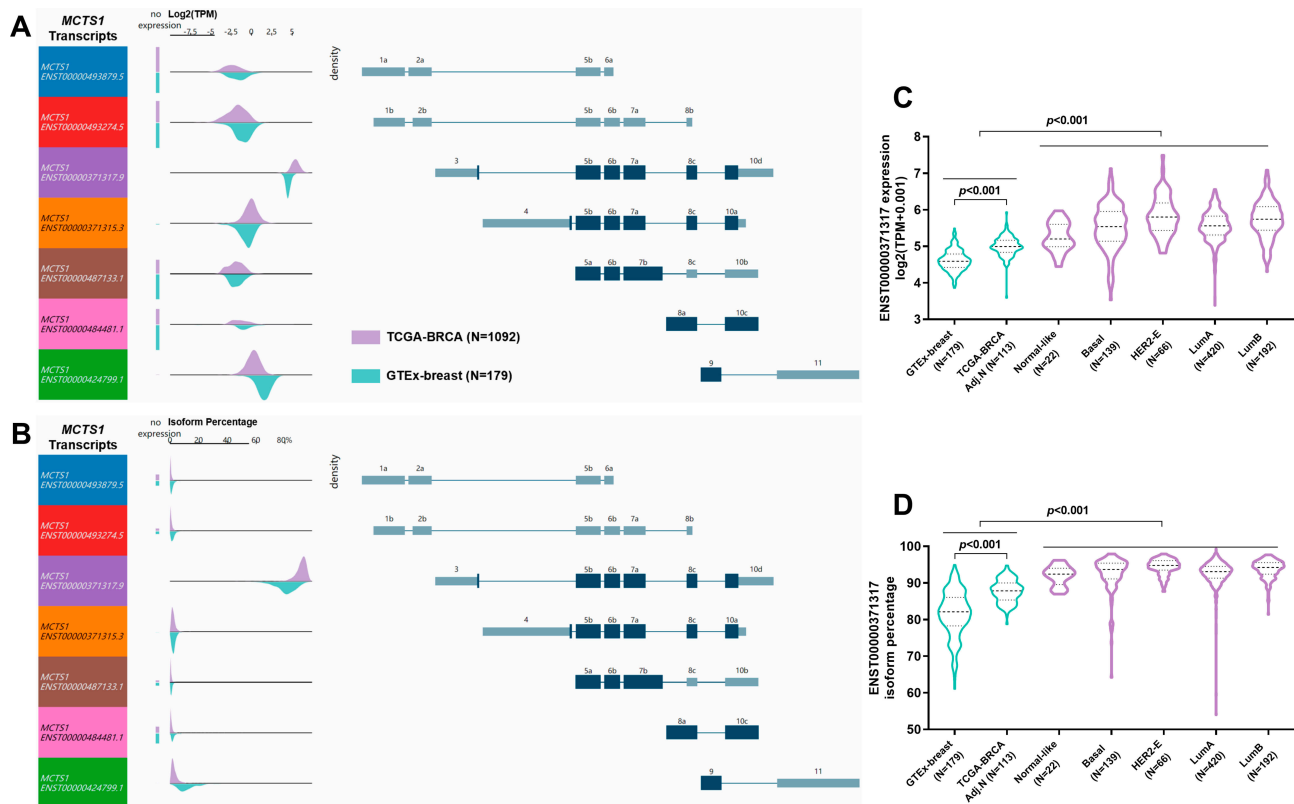 A
MCTS1
Transcripts
no
expression
Log2(TPM)
-7.5 -2.5 0 2.5 5
density
MCTS1
ENST00000493879.5
1a 2a 5b 6a
MCTS1
ENST00000493274.5
1b 2b 5b 6b 7a 8b
MCTS1
ENST00000371317.9
3 5b 6b 7a 8c 10d
MCTS1
ENST00000371315.3
4 5b 6b 7a 8c 10a
MCTS1
ENST00000487133.1
5a 6b 7b 8c 10b
MCTS1
ENST00000484481.1
8a 10c
MCTS1
ENST00000424799.1
9 11
TCGA-BRCA (N=1092)
GTEx-breast (N=179)
B
MCTS1
Transcripts
no
expression
Isoform Percentage
0 20 40 60 80%
density
MCTS1
ENST00000493879.5
1a 2a 5b 6a
MCTS1
ENST00000493274.5
1b 2b 5b 6b 7a 8b
MCTS1
ENST00000371317.9
3 5b 6b 7a 8c 10d
MCTS1
ENST00000371315.3
4 5b 6b 7a 8c 10a
MCTS1
ENST00000487133.1
5a 6b 7b 8c 10b
MCTS1
ENST00000484481.1
8a 10c
MCTS1
ENST00000424799.1
9 11
C
ENST00000371317 expression
log2(TPM+0.001)
8
7
6
5
4
3
p<0.001
p<0.001
GTEx-breast
(N=179)
TCGA-BRCA
Adj.N (N=113)
Normal-like
(N=22)
Basal
(N=139)
HER2-E
(N=66)
LumA
(N=420)
LumB
(N=192)
D
ENST00000371317
isoform percentage
100
90
80
70
60
50
p<0.001
p<0.001
GTEx-breast
(N=179)
TCGA-BRCA
Adj.N (N=113)
Normal-like
(N=22)
Basal
(N=139)
HER2-E
(N=66)
LumA
(N=420)
LumB
(N=192)